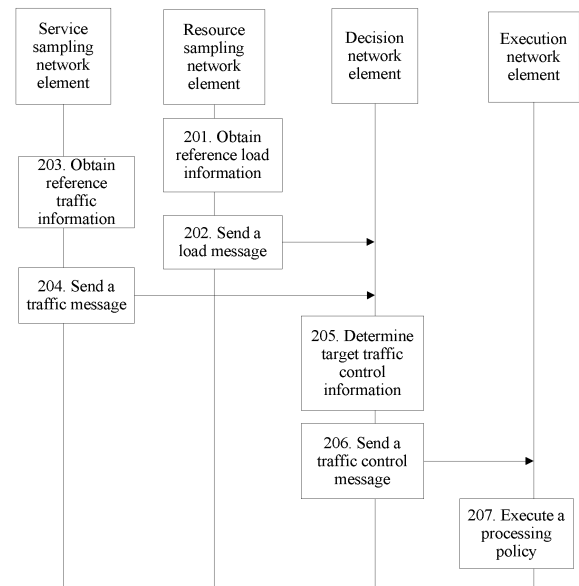 Service
sampling
network
element
Resource
sampling
network
element
Decision
network
element
Execution
network
element
201. Obtain
reference load
information
203. Obtain
reference
traffic
information
202. Send a
load message
204. Send a
traffic message
205. Determine
target traffic
control
information
206. Send a
traffic control
message
207. Execute a
processing
policy